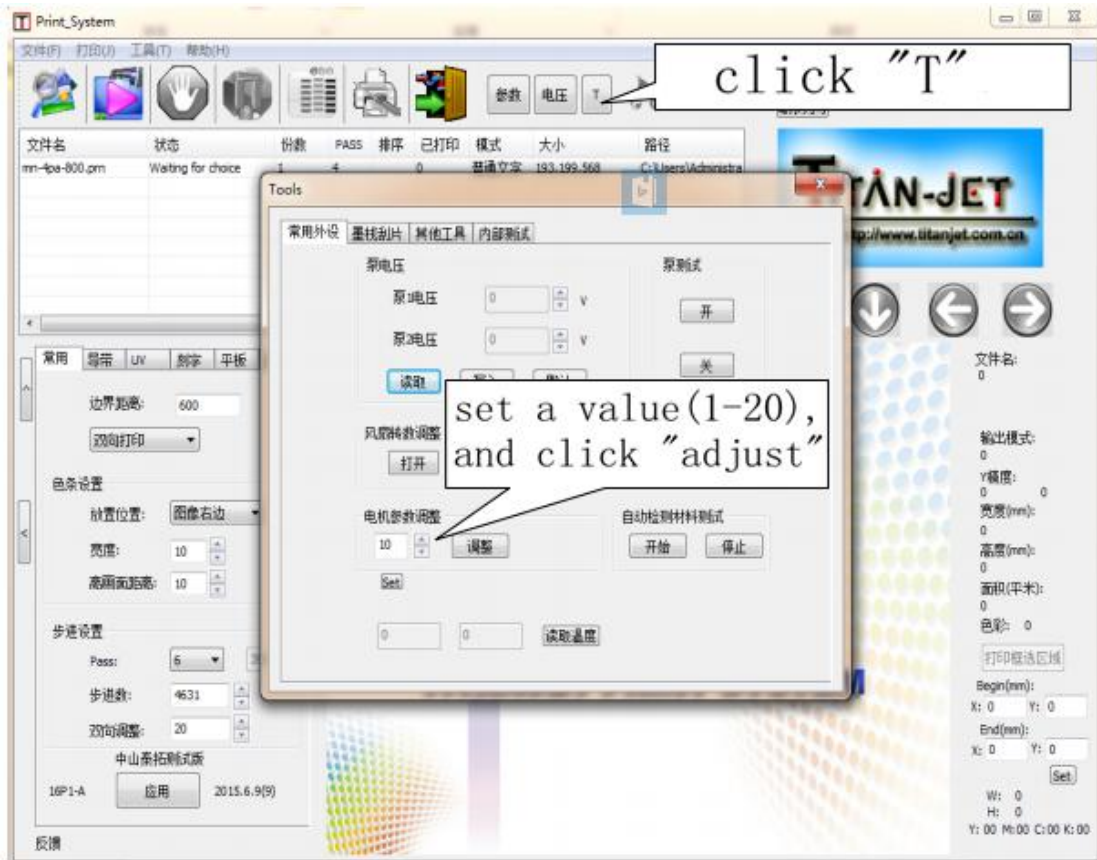 Print_System
文件(F) 打印(U) 工具(T) 帮助(H)
click "T"
参数 电压 T
文件名 状态 份数 PASS 排序 已打印 模式 大小 路径
mn-4pa-800.prn Waiting for choice 1 4 0 普通文字 193,199,568 C:\Users\Administra
TITAN-JET
http://www.titanjet.com.cn
Tools
常用外设 墨栈刮片 其他工具 内部测试
泵电压 泵测试
泵1电压 0 V 开
泵2电压 0 V
读取 关
set a value(1-20),
and click "adjust"
风扇转数调整
打开
电机参数调整 自动检测材料测试
10 调整 开始 停止
Set
0 0 读取温度
常用 导带 UV 刻字 平板
边界距离: 600
双向打印
色条设置
放置位置: 图像右边
宽度: 10
离画面距离: 10
步进设置
Pass: 6
步进数: 4631
双向调整: 20
中山泰拓测试版
16P1-A 应用 2015.6.9(9)
反馈
文件名:
0
输出模式:
0
Y精度:
0 0
宽度(mm):
0
高度(mm):
0
面积(平米):
0
色彩: 0
打印框选区域
Begin(mm):
X: 0 Y: 0
End(mm):
X: 0 Y: 0
Set
W: 0
H: 0
Y: 00 M:00 C:00 K:00